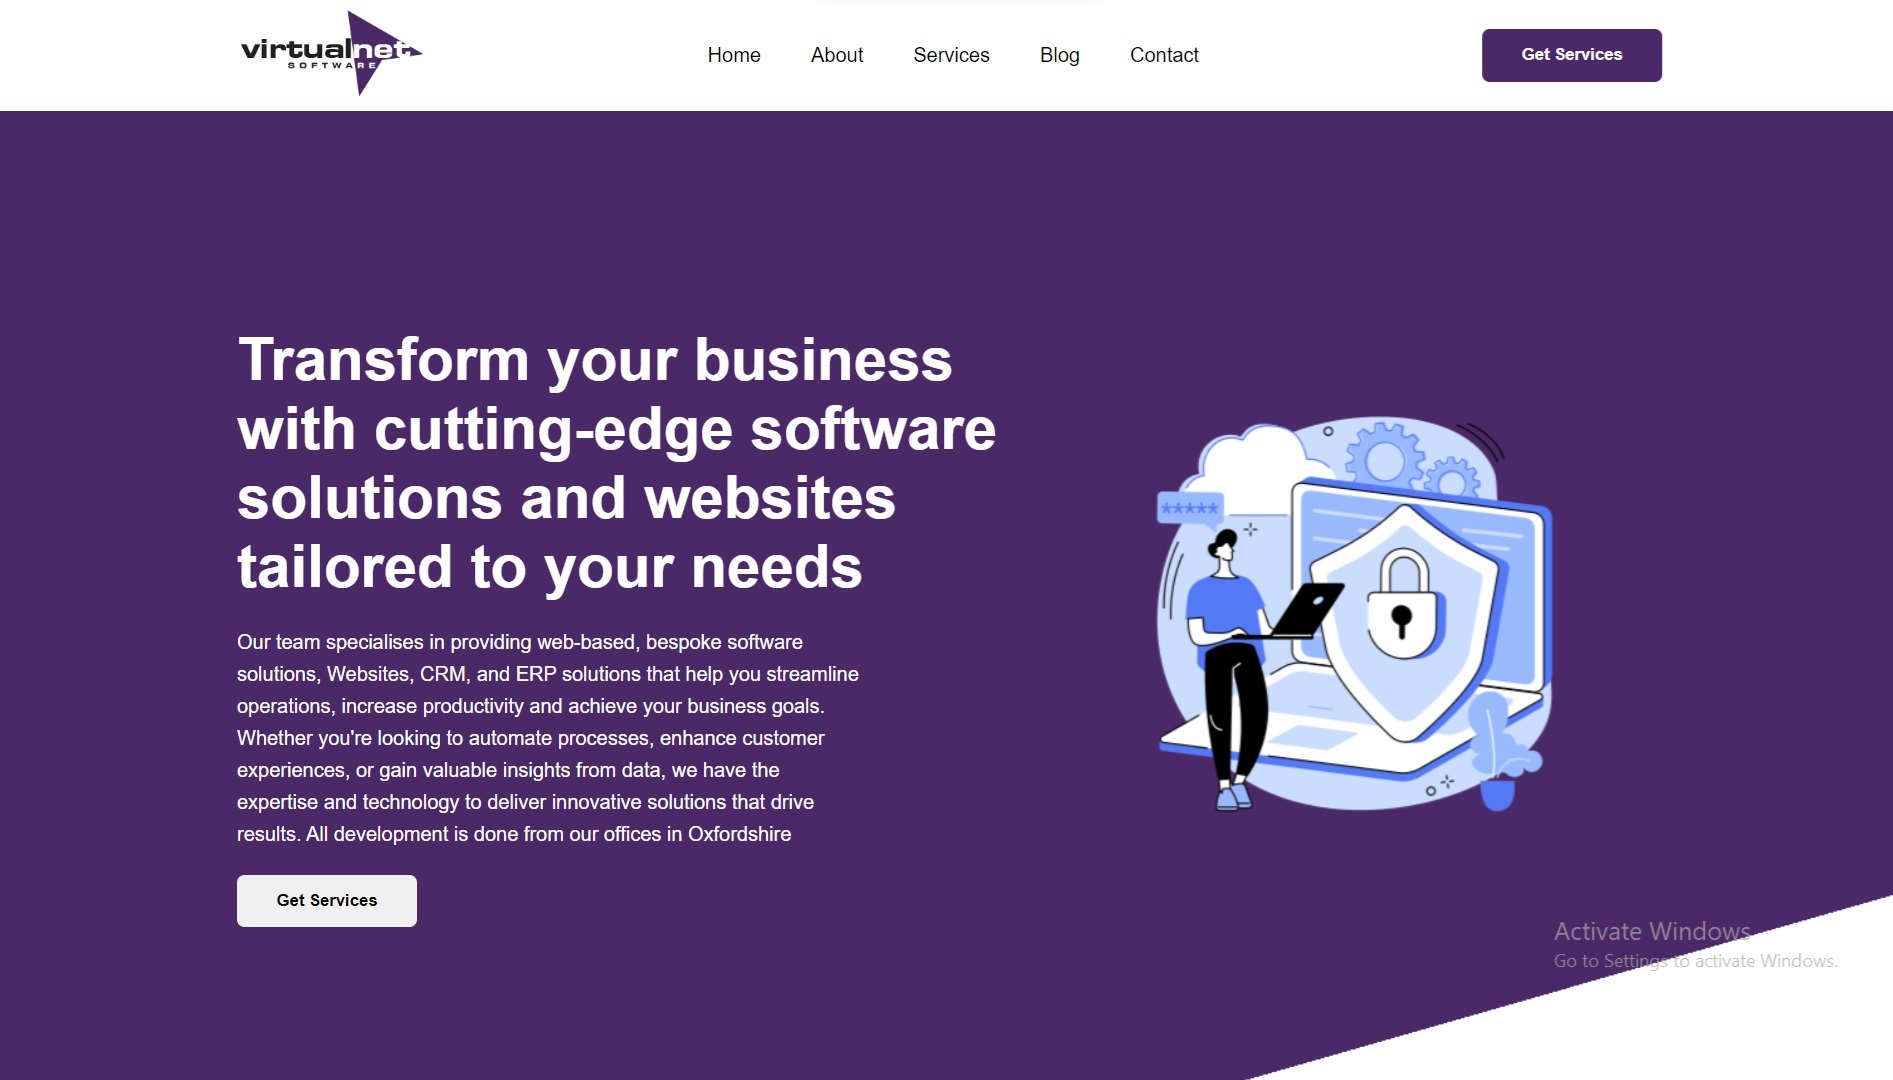 virtualnet
SOFTWARE
Home
About
Services
Blog
Contact
Get Services
Transform your business
with cutting-edge software
solutions and websites
tailored to your needs
Our team specialises in providing web-based, bespoke software
solutions, Websites, CRM, and ERP solutions that help you streamline
operations, increase productivity and achieve your business goals.
Whether you're looking to automate processes, enhance customer
experiences, or gain valuable insights from data, we have the
expertise and technology to deliver innovative solutions that drive
results. All development is done from our offices in Oxfordshire
Get Services
*****
Activate Windows
Go to Settings to activate Windows.